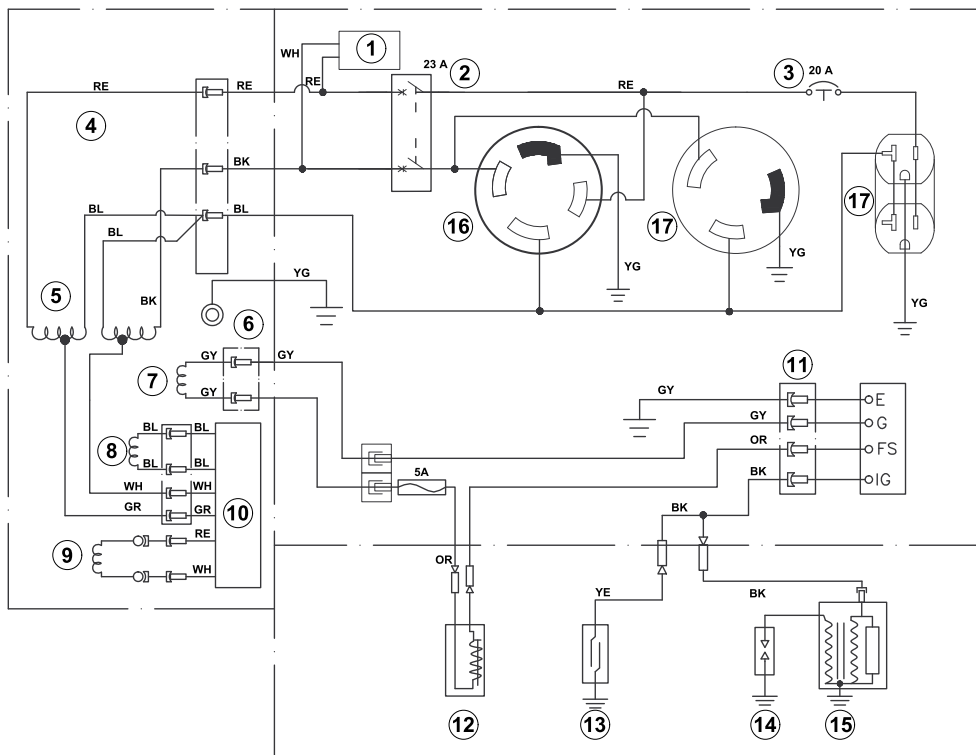 WH
1
RE
23 A
2
3
20 A
RE
RE
RE
4
BK
BL
BL
16
17
17
YG
YG
YG
YG
BK
5
6
GY
GY
7
GY
11
GY
E
GY
G
OR
FS
BK
IG
5A
8
BL
BL
BL
BL
WH
WH
GR
GR
10
RE
9
WH
BK
OR
YE
BK
12
13
14
15